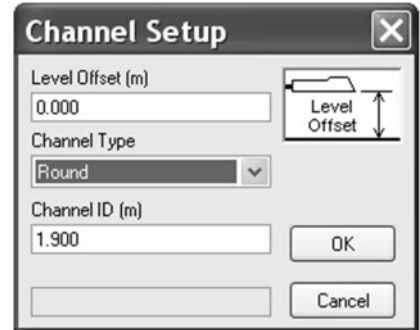 Channel Setup
Level Offset (m)
0.000
Level
Offset
Channel Type
Round
Channel ID (m)
1.900
OK
Cancel